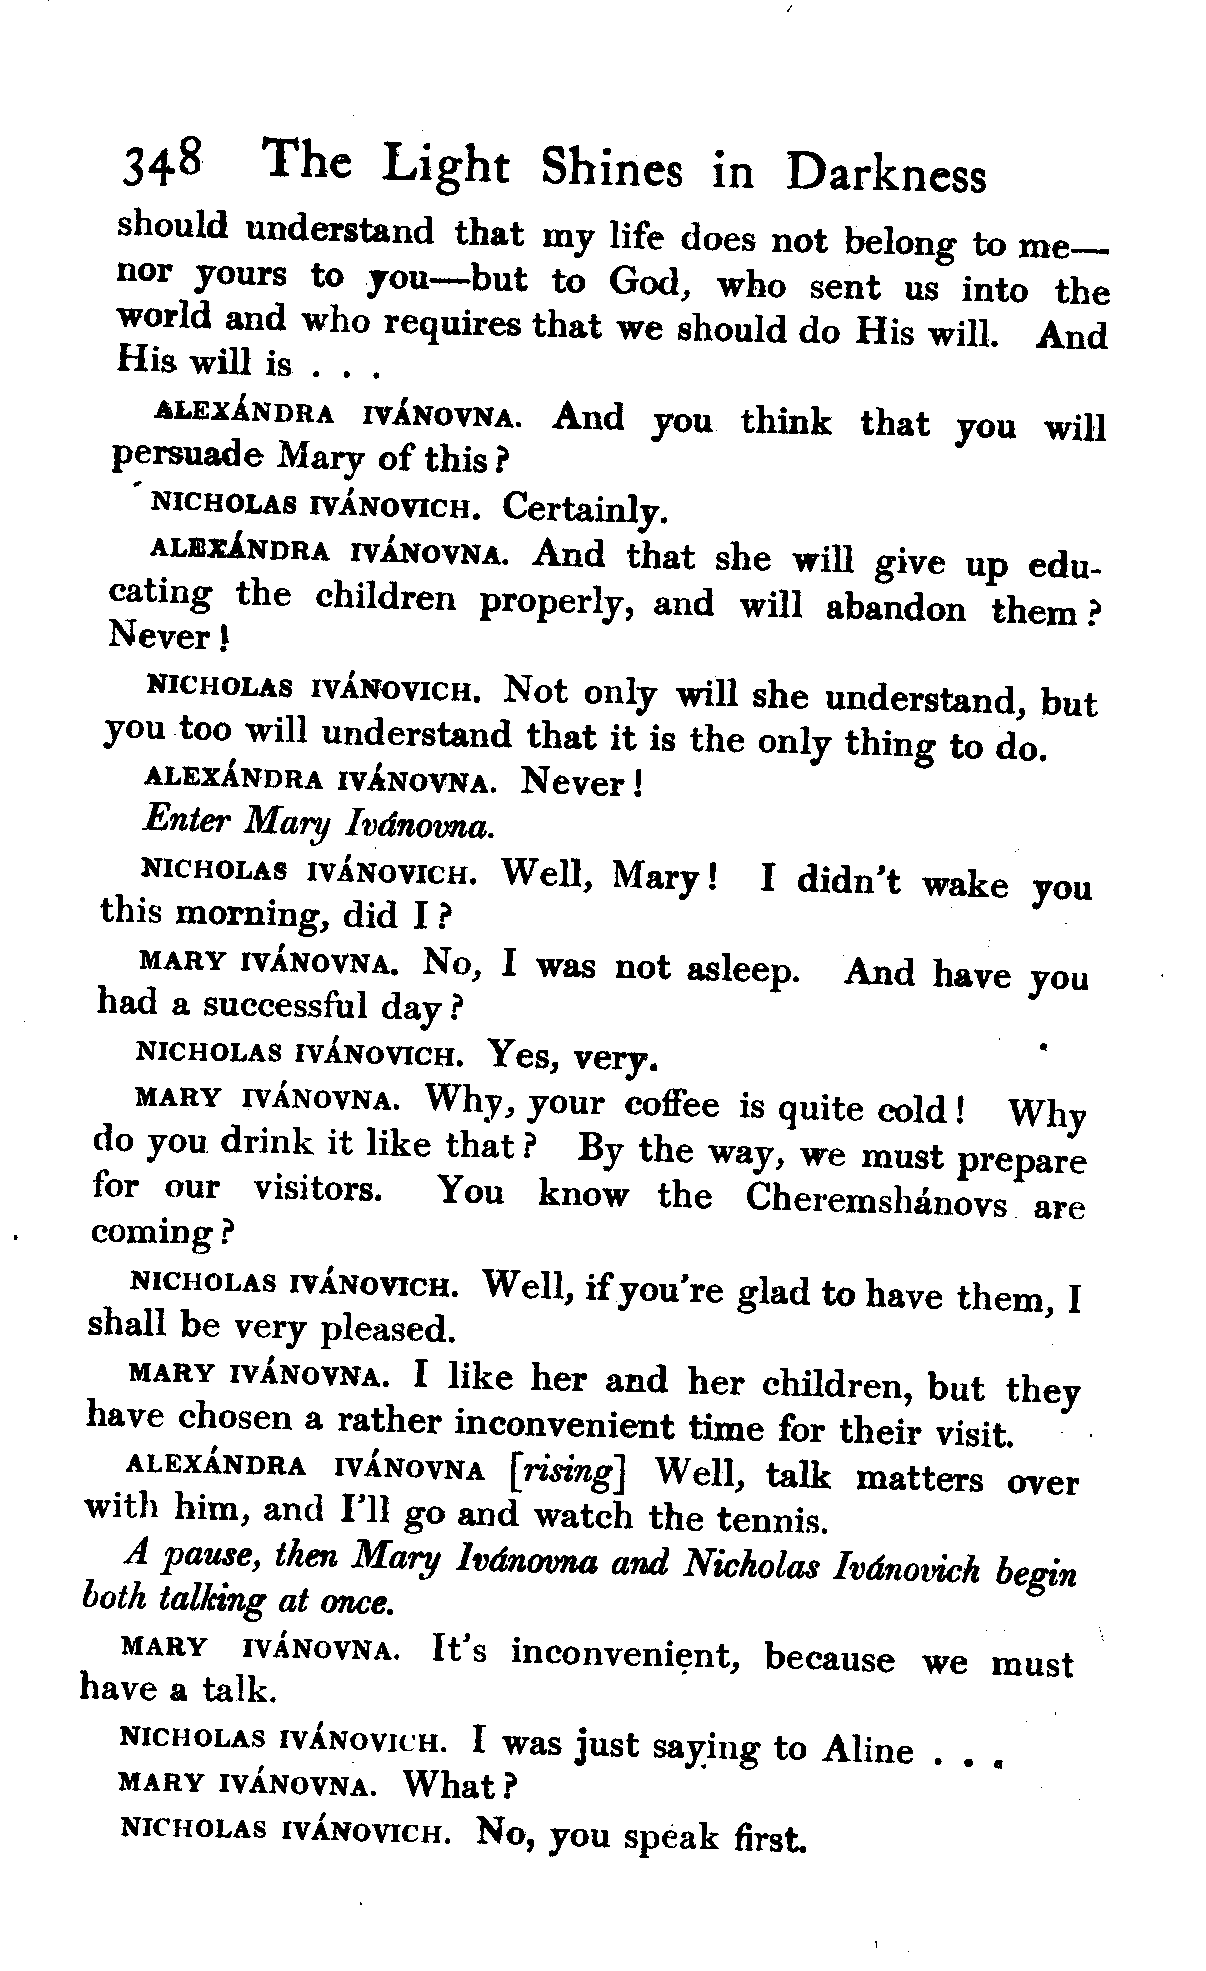 348 The Light Shines in Darkness
should understand that my life does not belong to me—
nor yours to you—but to God, who sent us into the
world and who requires that we should do His will. And
His will is . . .
ALEXÁNDRA IVÁNOVNA. And you think that you will
persuade Mary of this?
NICHOLAS IVÁNOVICH. Certainly.
ALEXÁNDRA IVÁNOVNA. And that she will give up edu-
cating the children properly, and will abandon them?
Never!
NICHOLAS IVÁNOVICH. Not only will she understand, but
you too will understand that it is the only thing to do.
ALEXÁNDRA IVÁNOVNA. Never!
Enter Mary Ivánovna.
NICHOLAS IVÁNOVICH. Well, Mary! I didn't wake you
this morning, did I?
MARY IVÁNOVNA. No, I was not asleep. And have you
had a successful day?
NICHOLAS IVÁNOVICH. Yes, very.
MARY IVÁNOVNA. Why, your coffee is quite cold! Why
do you drink it like that? By the way, we must prepare
for our visitors. You know the Cheremshánovs are
coming?
NICHOLAS IVÁNOVICH. Well, if you're glad to have them, I
shall be very pleased.
MARY IVÁNOVNA. I like her and her children, but they
have chosen a rather inconvenient time for their visit.
ALEXÁNDRA IVÁNOVNA [rising] Well, talk matters over
with him, and I'll go and watch the tennis.
A pause, then Mary Ivánovna and Nicholas Ivánovich begin
both talking at once.
MARY IVÁNOVNA. It's inconvenient, because we must
have a talk.
NICHOLAS IVÁNOVICH. I was just saying to Aline . . .
MARY IVÁNOVNA. What?
NICHOLAS IVÁNOVICH. No, you speak first.